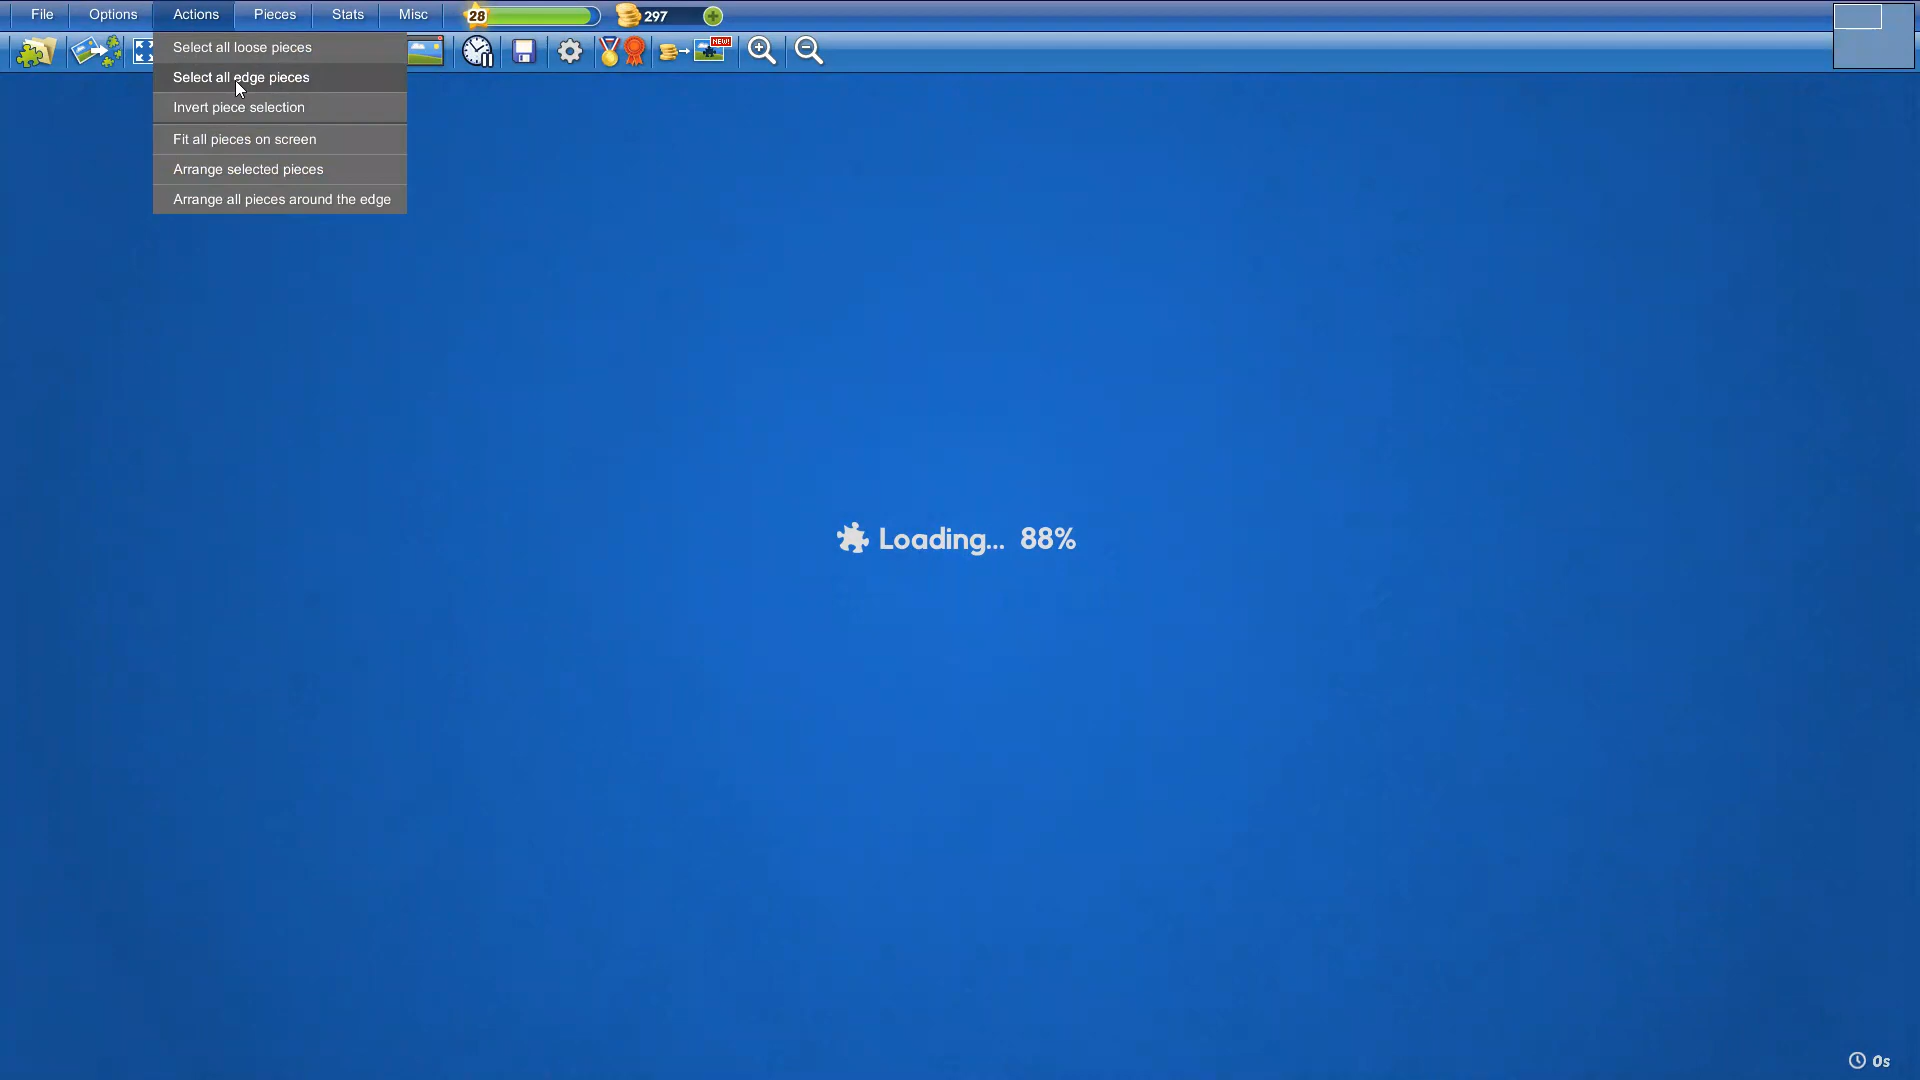 File Options Actions Pieces Stats Misc 28 297
NEW!
Select all loose pieces
Select all edge pieces
Invert piece selection
Fit all pieces on screen
Arrange selected pieces
Arrange all pieces around the edge
Loading... 88%
0s